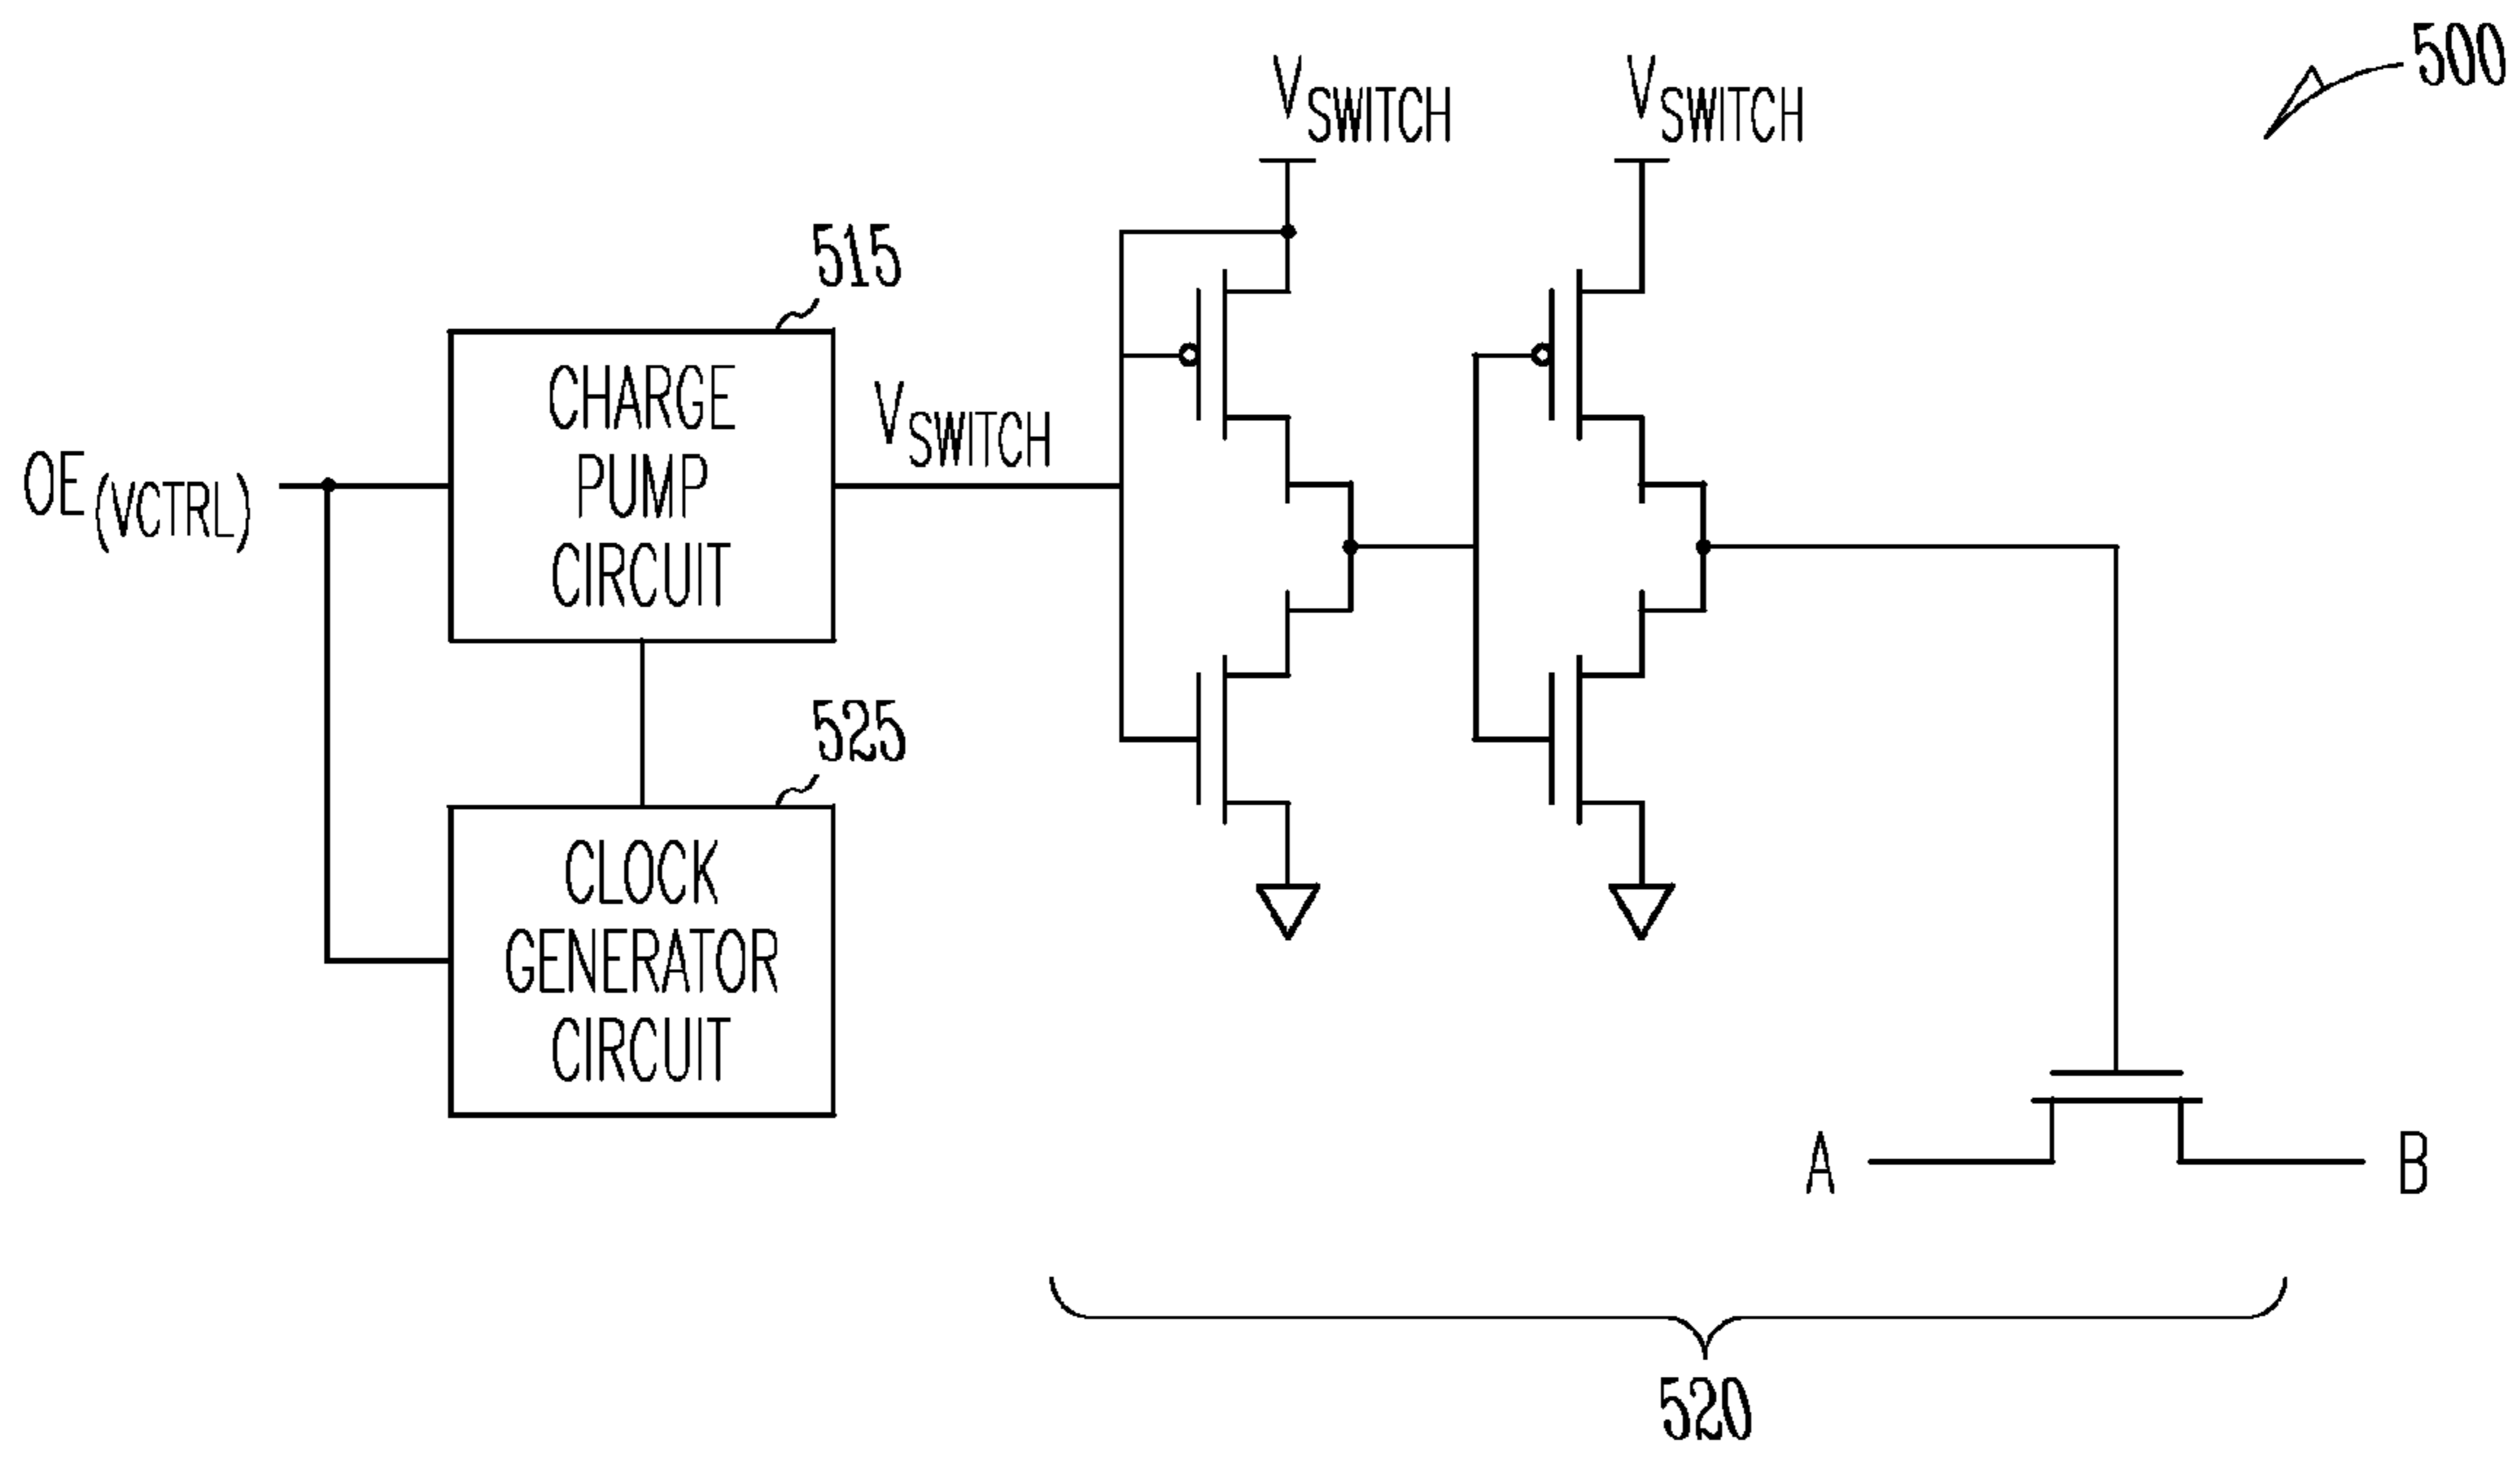 500
VSWITCH
VSWITCH
515
CHARGE
PUMP
CIRCUIT
VSWITCH
OE(VCTRL)
525
CLOCK
GENERATOR
CIRCUIT
A
B
520